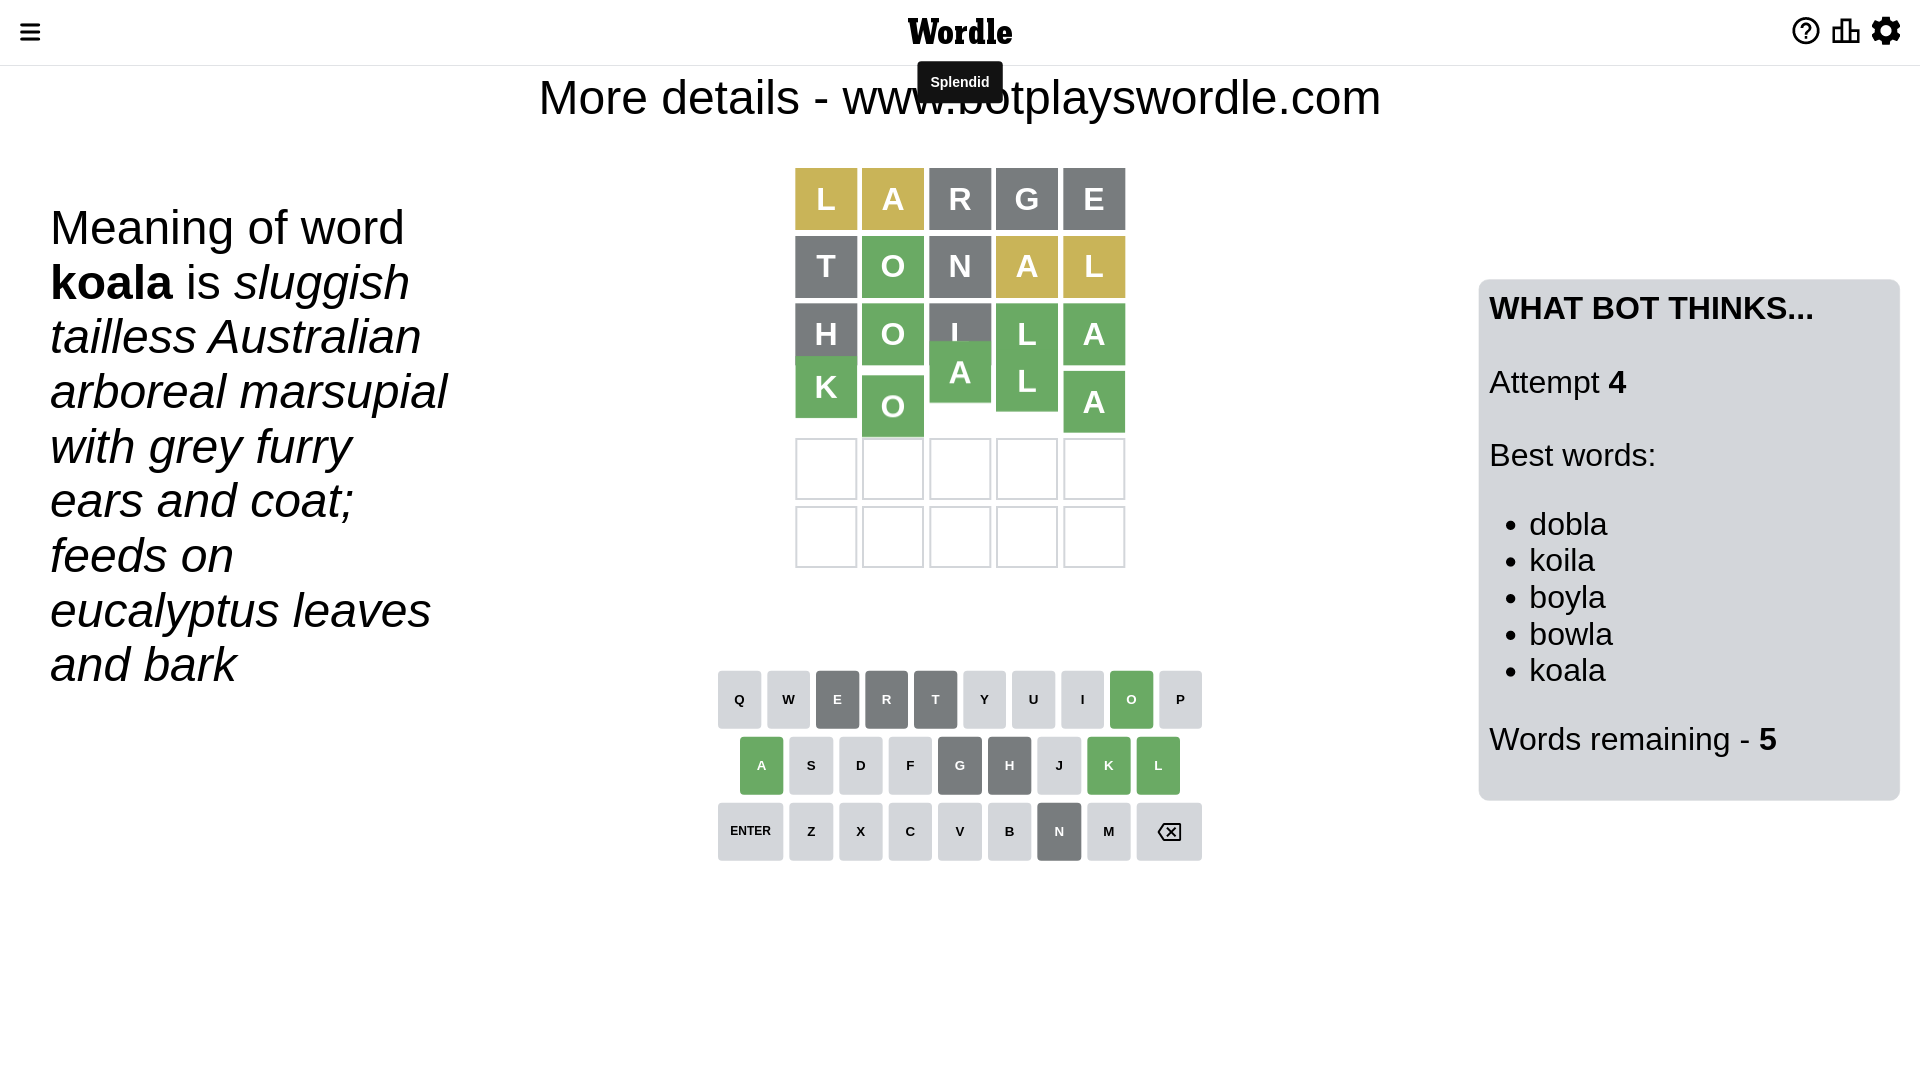 Wordle
Splendid
More details - www.botplayswordle.com
Meaning of word
koala is sluggish
tailless Australian
arboreal marsupial
with grey furry
ears and coat;
feeds on
eucalyptus leaves
and bark
L A R G E
T O N A L
H O L L A
K O A L A
Q W E R T Y U I O P
A S D F G H J K L
ENTER Z X C V B N M
WHAT BOT THINKS...
Attempt 4
Best words:
• dobla
• koila
• boyla
• bowla
• koala
Words remaining - 5